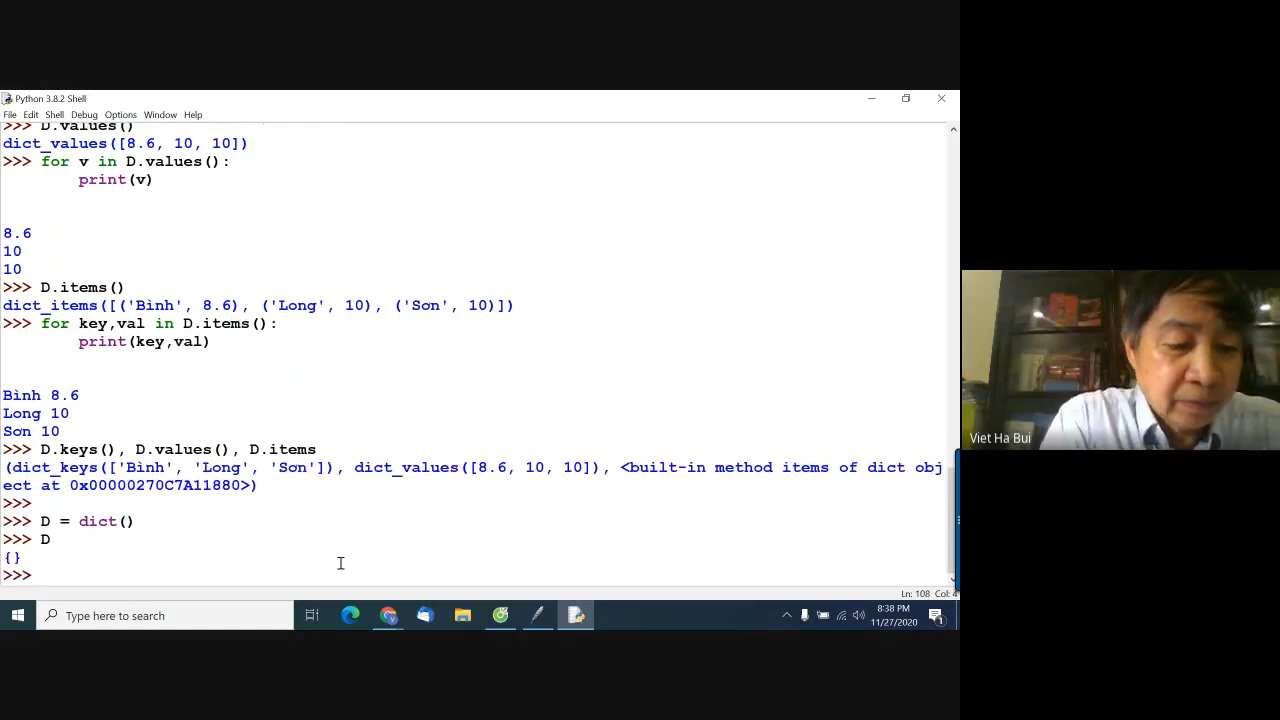 Python 3.8.2 Shell
File Edit Shell Debug Options Window Help
>>> D.values()
dict_values([8.6, 10, 10])
>>> for v in D.values():
print(v)
8.6
10
10
>>> D.items()
dict_items([('Bình', 8.6), ('Long', 10), ('Sơn', 10)])
>>> for key,val in D.items():
print(key,val)
Bình 8.6
Long 10
Sơn 10
>>> D.keys(), D.values(), D.items
(dict_keys(['Bình', 'Long', 'Sơn']), dict_values([8.6, 10, 10]), <built-in method items of dict obj
ect at 0x00000270C7A11880>)
>>>
>>> D = dict()
>>> D
{}
>>>
Ln: 108 Col: 4
Type here to search
8:38 PM
11/27/2020
1
Viet Ha Bui